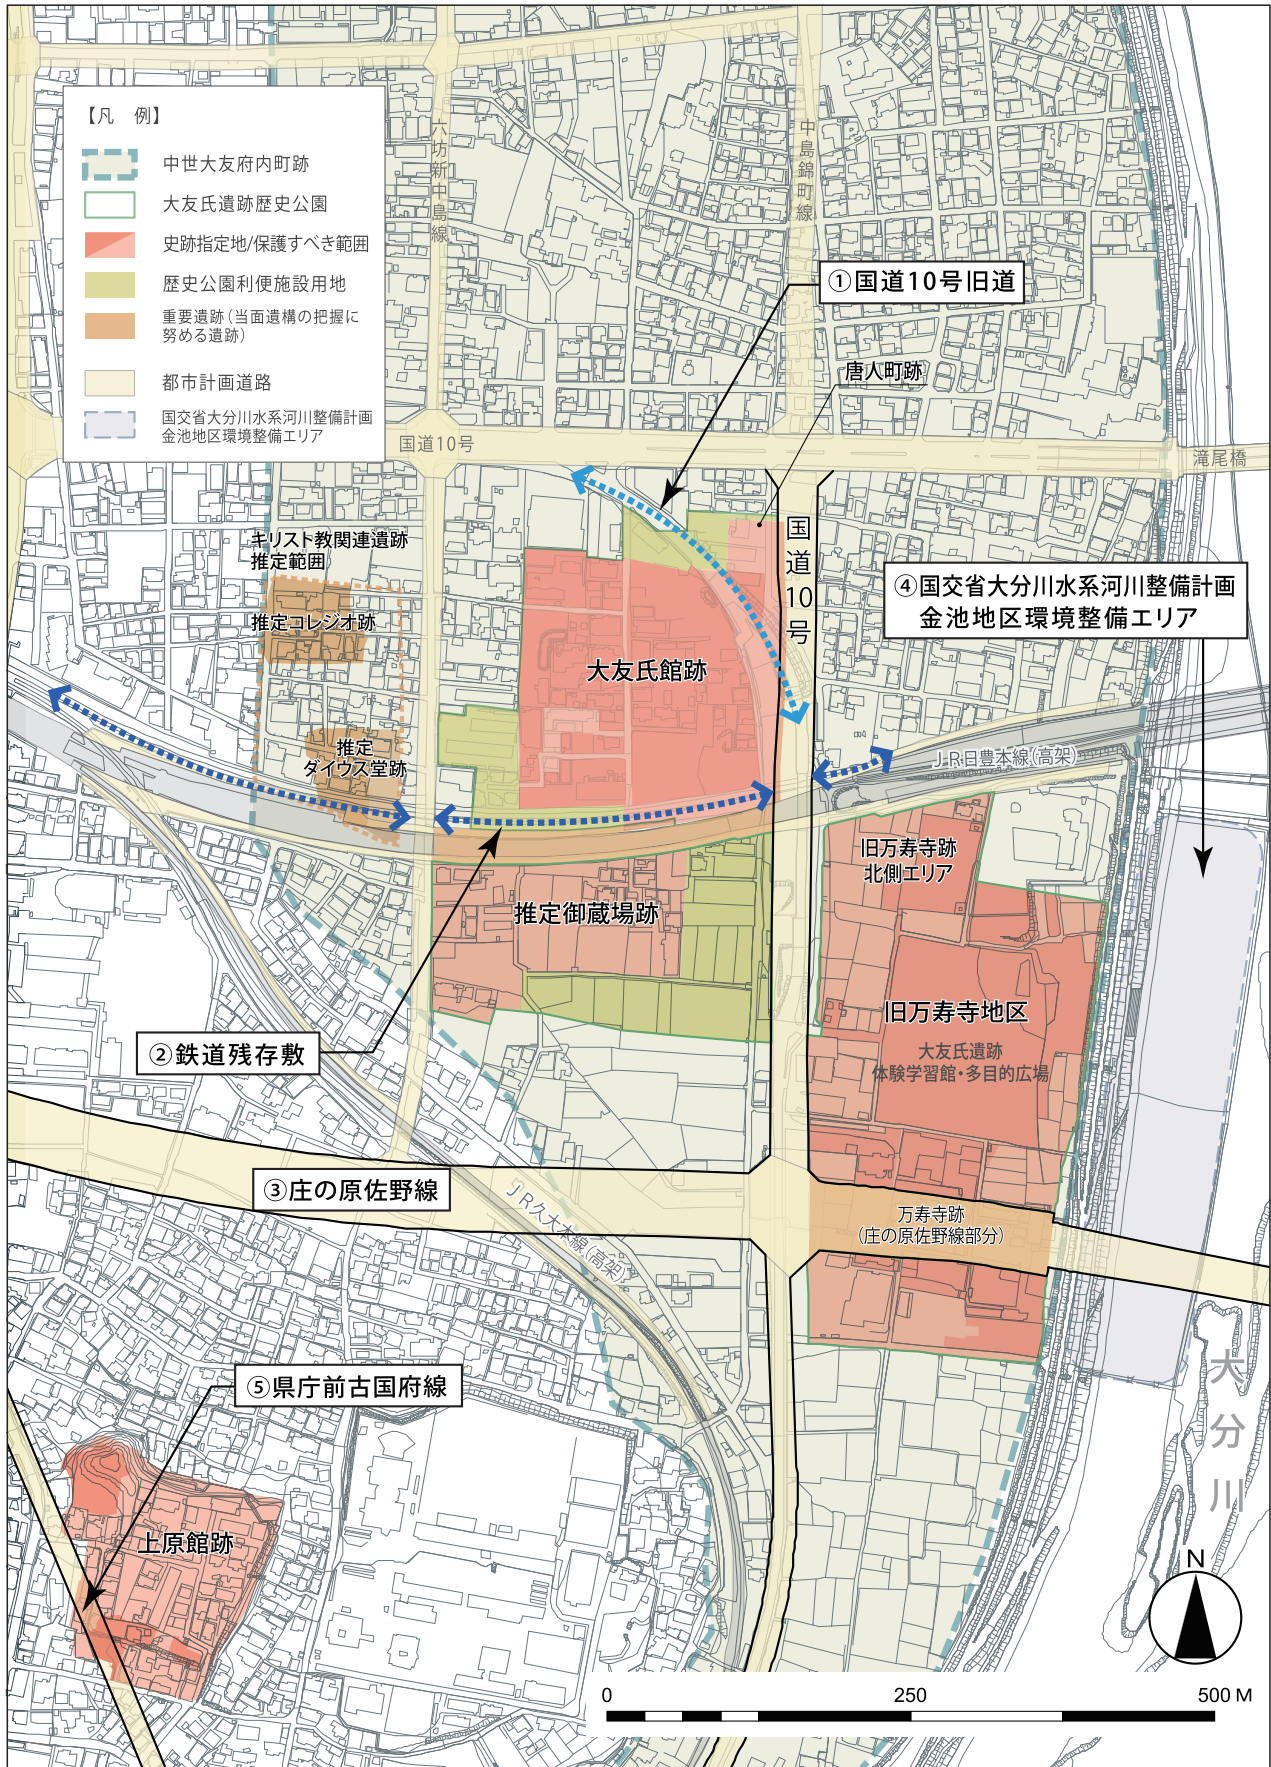 【凡　例】
中世大友府内町跡
大友氏遺跡歴史公園
史跡指定地/保護すべき範囲
歴史公園利便施設用地
重要遺跡（当面遺構の把握に
努める遺跡）
都市計画道路
国交省大分川水系河川整備計画
金池地区環境整備エリア
六坊新中島線
中島錦町線
①国道10号旧道
唐人町跡
国道10号
滝尾橋
国道10号
キリスト教関連遺跡
推定範囲
④国交省大分川水系河川整備計画
金池地区環境整備エリア
推定コレジオ跡
大友氏館跡
推定
ダイウス堂跡
JR日豊本線（高架）
旧万寿寺跡
北側エリア
推定御蔵場跡
旧万寿寺地区
大友氏遺跡
体験学習館・多目的広場
②鉄道残存敷
③庄の原佐野線
JR久大本線（高架）
万寿寺跡
（庄の原佐野線部分）
⑤県庁前古国府線
大分川
上原館跡
N
0 250 500 M